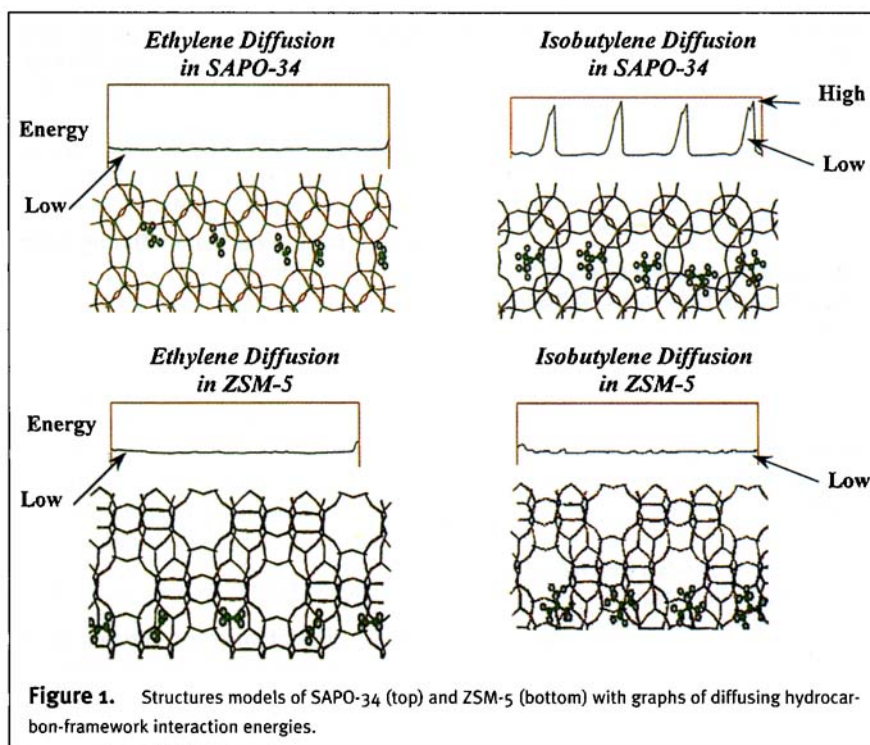 Ethylene Diffusion
in SAPO-34
Isobutylene Diffusion
in SAPO-34
Energy
Low
High
Low
Ethylene Diffusion
in ZSM-5
Isobutylene Diffusion
in ZSM-5
Energy
Low
Low
Figure 1. Structures models of SAPO-34 (top) and ZSM-5 (bottom) with graphs of diffusing hydrocar-
bon-framework interaction energies.